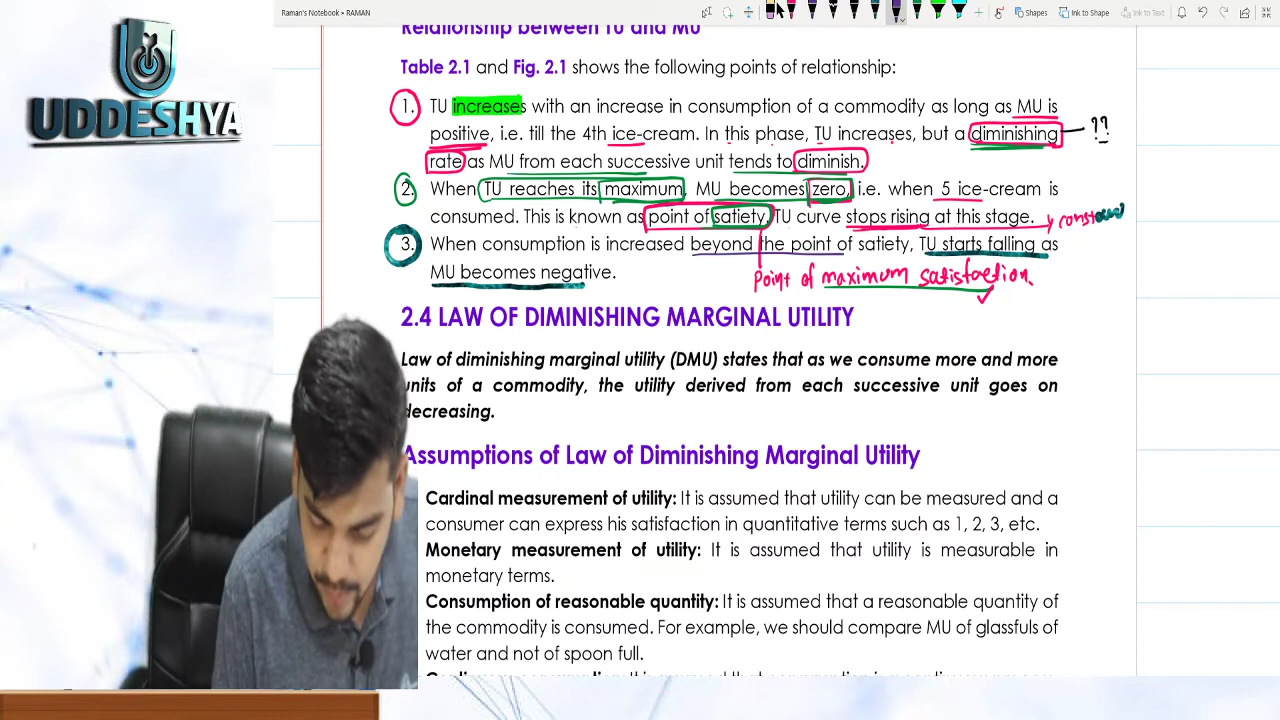 Raman's Notebook » RAMAN
Shapes
Ink to Shape
Ink to Text
UDDESHYA
Relationship between TU and MU
Table 2.1 and Fig. 2.1 shows the following points of relationship:
1. TU increases with an increase in consumption of a commodity as long as MU is
positive, i.e. till the 4th ice-cream. In this phase, TU increases, but a diminishing ??
rate as MU from each successive unit tends to diminish.
2. When TU reaches its maximum, MU becomes zero, i.e. when 5 ice-cream is
consumed. This is known as point of satiety. TU curve stops rising at this stage.
3. When consumption is increased beyond the point of satiety, TU starts falling as
MU becomes negative.
Point of maximum satisfaction.
2.4 LAW OF DIMINISHING MARGINAL UTILITY
Law of diminishing marginal utility (DMU) states that as we consume more and more
units of a commodity, the utility derived from each successive unit goes on
decreasing.
Assumptions of Law of Diminishing Marginal Utility
Cardinal measurement of utility: It is assumed that utility can be measured and a
consumer can express his satisfaction in quantitative terms such as 1, 2, 3, etc.
Monetary measurement of utility: It is assumed that utility is measurable in
monetary terms.
Consumption of reasonable quantity: It is assumed that a reasonable quantity of
the commodity is consumed. For example, we should compare MU of glassfuls of
water and not of spoon full.